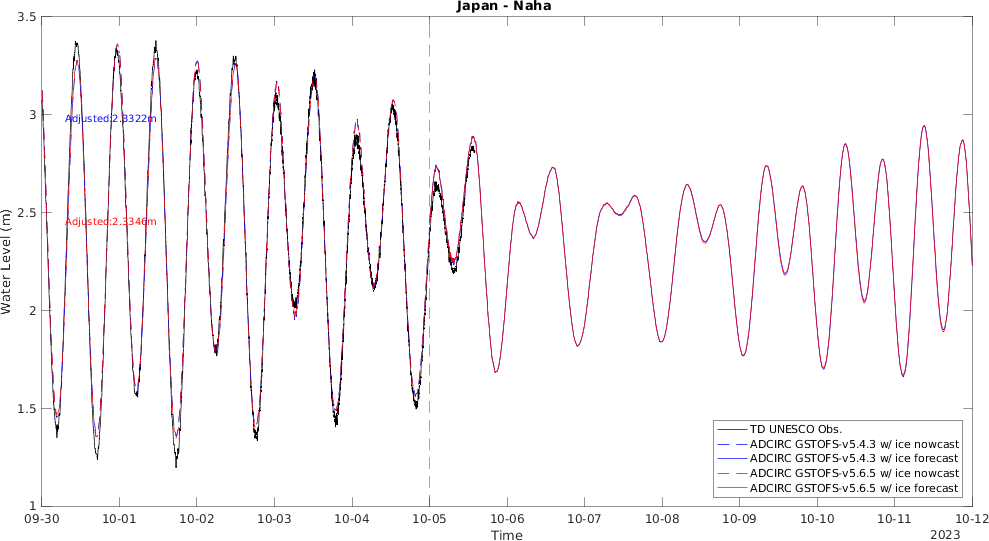 Japan - Naha
3.5
3
2.5
2
1.5
1
Water Level (m)
Adjusted:2.3322m
Adjusted:2.3346m
TD UNESCO Obs.
ADCIRC GSTOFS-v5.4.3 w/ ice nowcast
ADCIRC GSTOFS-v5.4.3 w/ ice forecast
ADCIRC GSTOFS-v5.6.5 w/ ice nowcast
ADCIRC GSTOFS-v5.6.5 w/ ice forecast
09-30 10-01 10-02 10-03 10-04 10-05 10-06 10-07 10-08 10-09 10-10 10-11 10-12
Time
2023